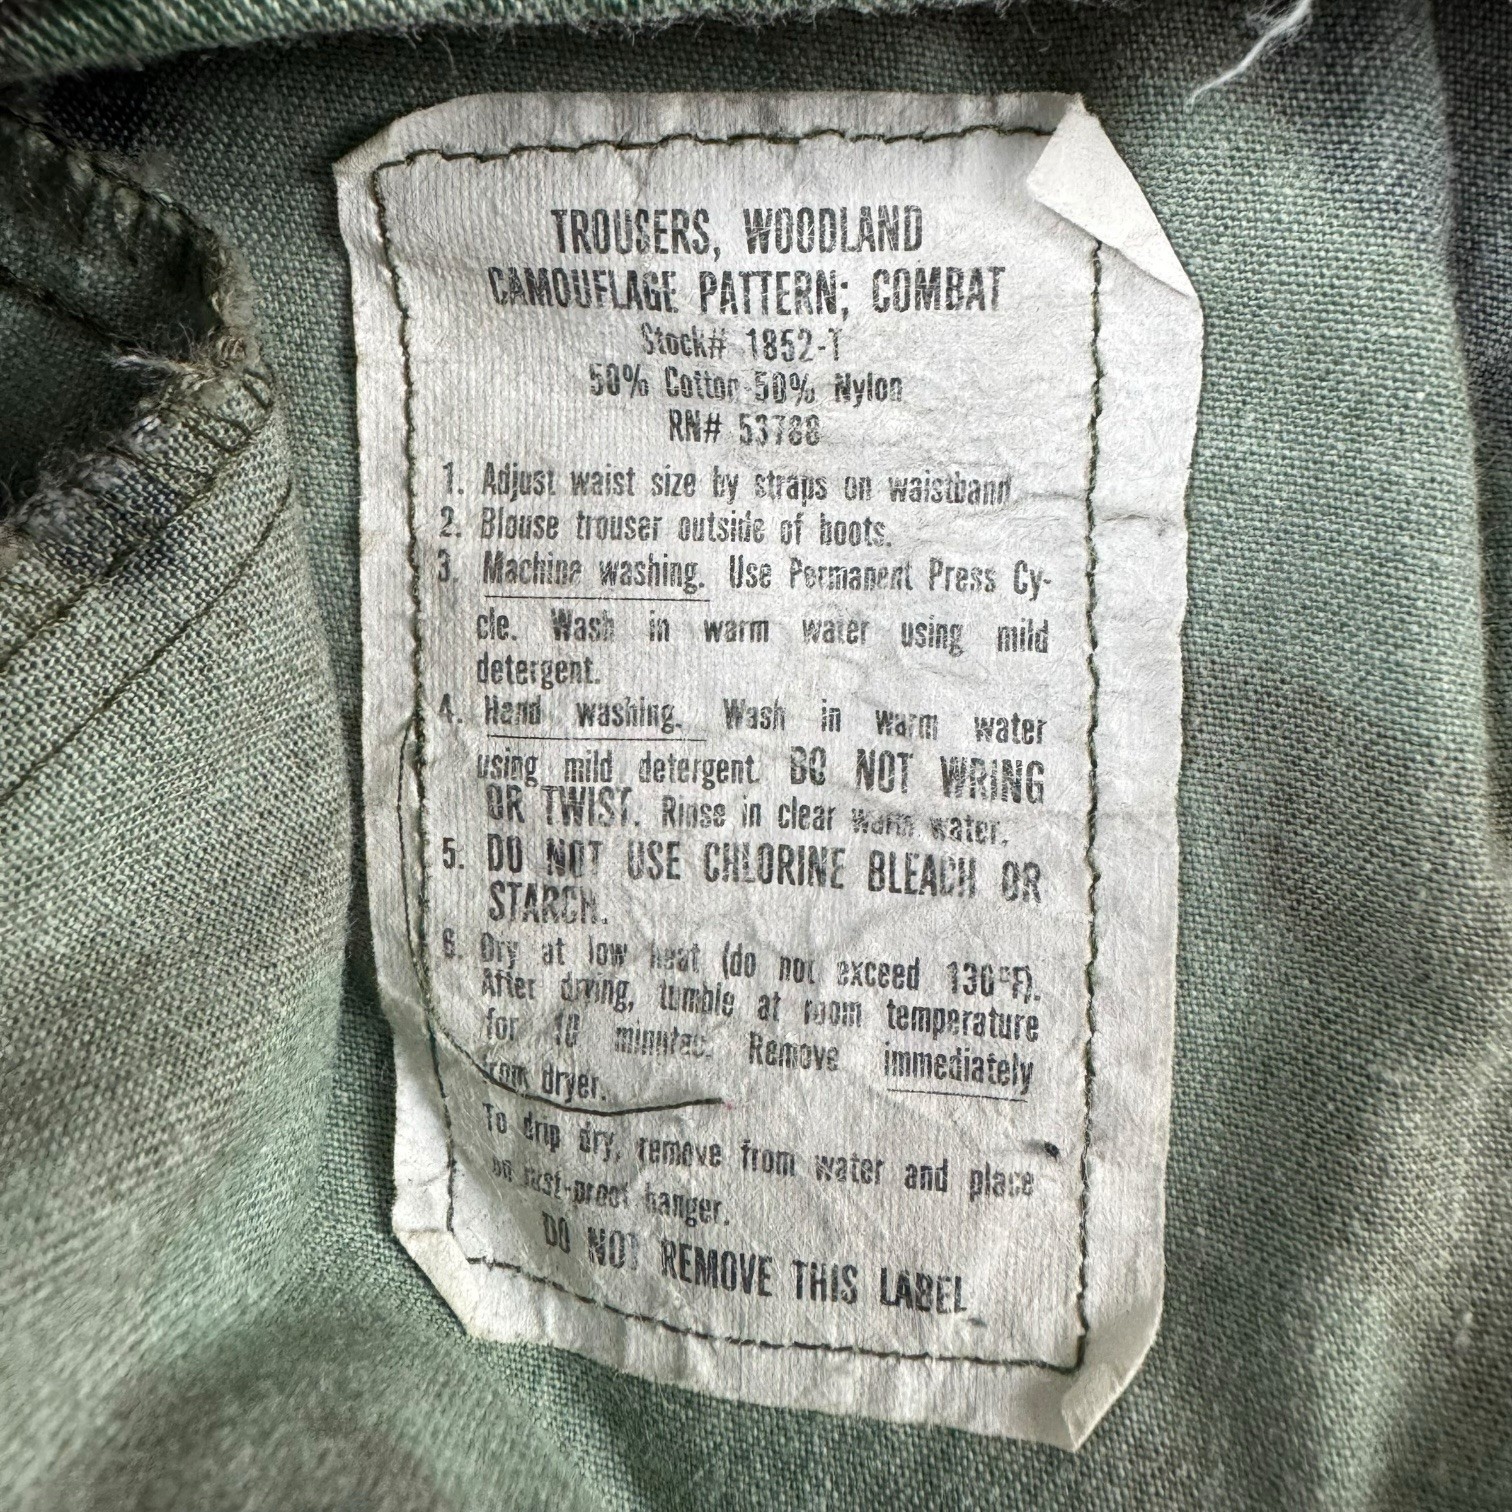 TROUSERS, WOODLAND
CAMOUFLAGE PATTERN; COMBAT
Stock# 1852-T
50% Cotton-50% Nylon
RN# 53788
1. Adjust waist size by straps on waistband
2. Blouse trouser outside of boots.
3. Machine washing. Use Permanent Press Cy-
cle. Wash in warm water using mild
detergent.
4. Hand washing. Wash in warm water
using mild detergent. DO NOT WRING
OR TWIST. Rinse in clear warm water.
5. DO NOT USE CHLORINE BLEACH OR
STARCH.
6. Dry at low heat (do not exceed 130°F).
After drying, tumble at room temperature
for 10 minutes. Remove immediately
from dryer.
To drip dry, remove from water and place
on rust-proof hanger.
DO NOT REMOVE THIS LABEL